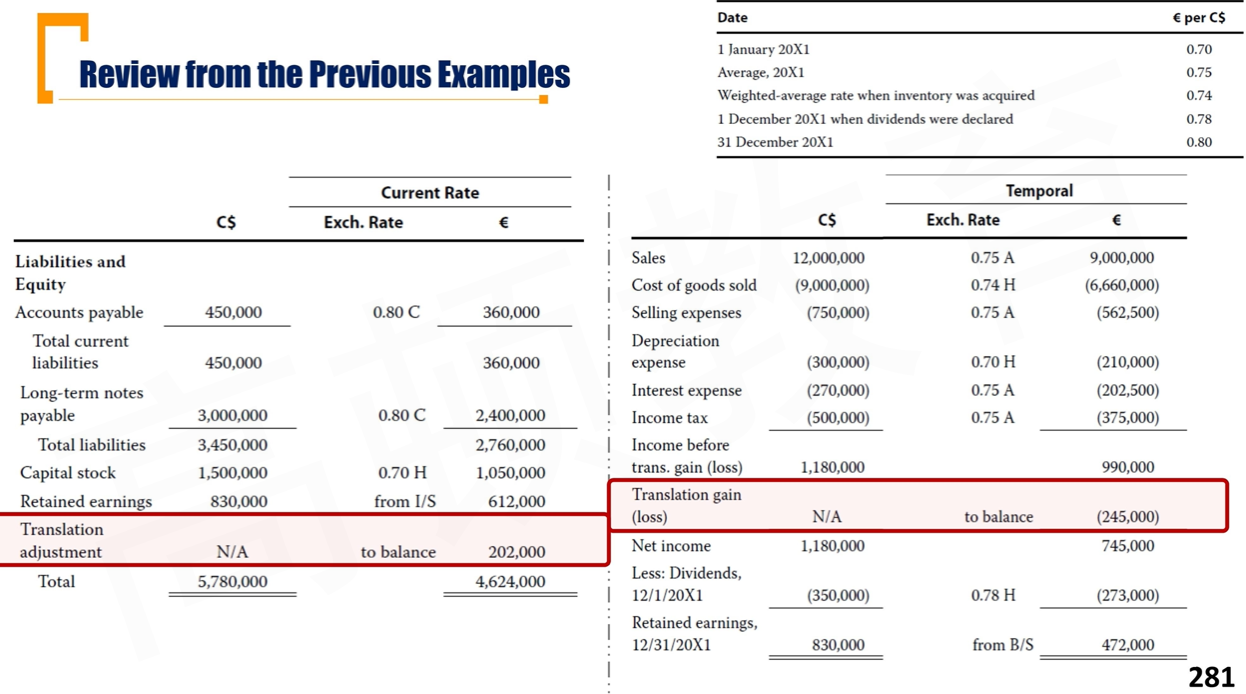 Review from the Previous Examples
Date € per C$
1 January 20X1 0.70
Average, 20X1 0.75
Weighted-average rate when inventory was acquired 0.74
1 December 20X1 when dividends were declared 0.78
31 December 20X1 0.80
Current Rate
C$ Exch. Rate €
Liabilities and
Equity
Accounts payable 450,000 0.80 C 360,000
Total current
liabilities 450,000 360,000
Long-term notes
payable 3,000,000 0.80 C 2,400,000
Total liabilities 3,450,000 2,760,000
Capital stock 1,500,000 0.70 H 1,050,000
Retained earnings 830,000 from I/S 612,000
Translation
adjustment N/A to balance 202,000
Total 5,780,000 4,624,000
Temporal
C$ Exch. Rate €
Sales 12,000,000 0.75 A 9,000,000
Cost of goods sold (9,000,000) 0.74 H (6,660,000)
Selling expenses (750,000) 0.75 A (562,500)
Depreciation
expense (300,000) 0.70 H (210,000)
Interest expense (270,000) 0.75 A (202,500)
Income tax (500,000) 0.75 A (375,000)
Income before
trans. gain (loss) 1,180,000 990,000
Translation gain
(loss) N/A to balance (245,000)
Net income 1,180,000 745,000
Less: Dividends,
12/1/20X1 (350,000) 0.78 H (273,000)
Retained earnings,
12/31/20X1 830,000 from B/S 472,000
281
高顿教育